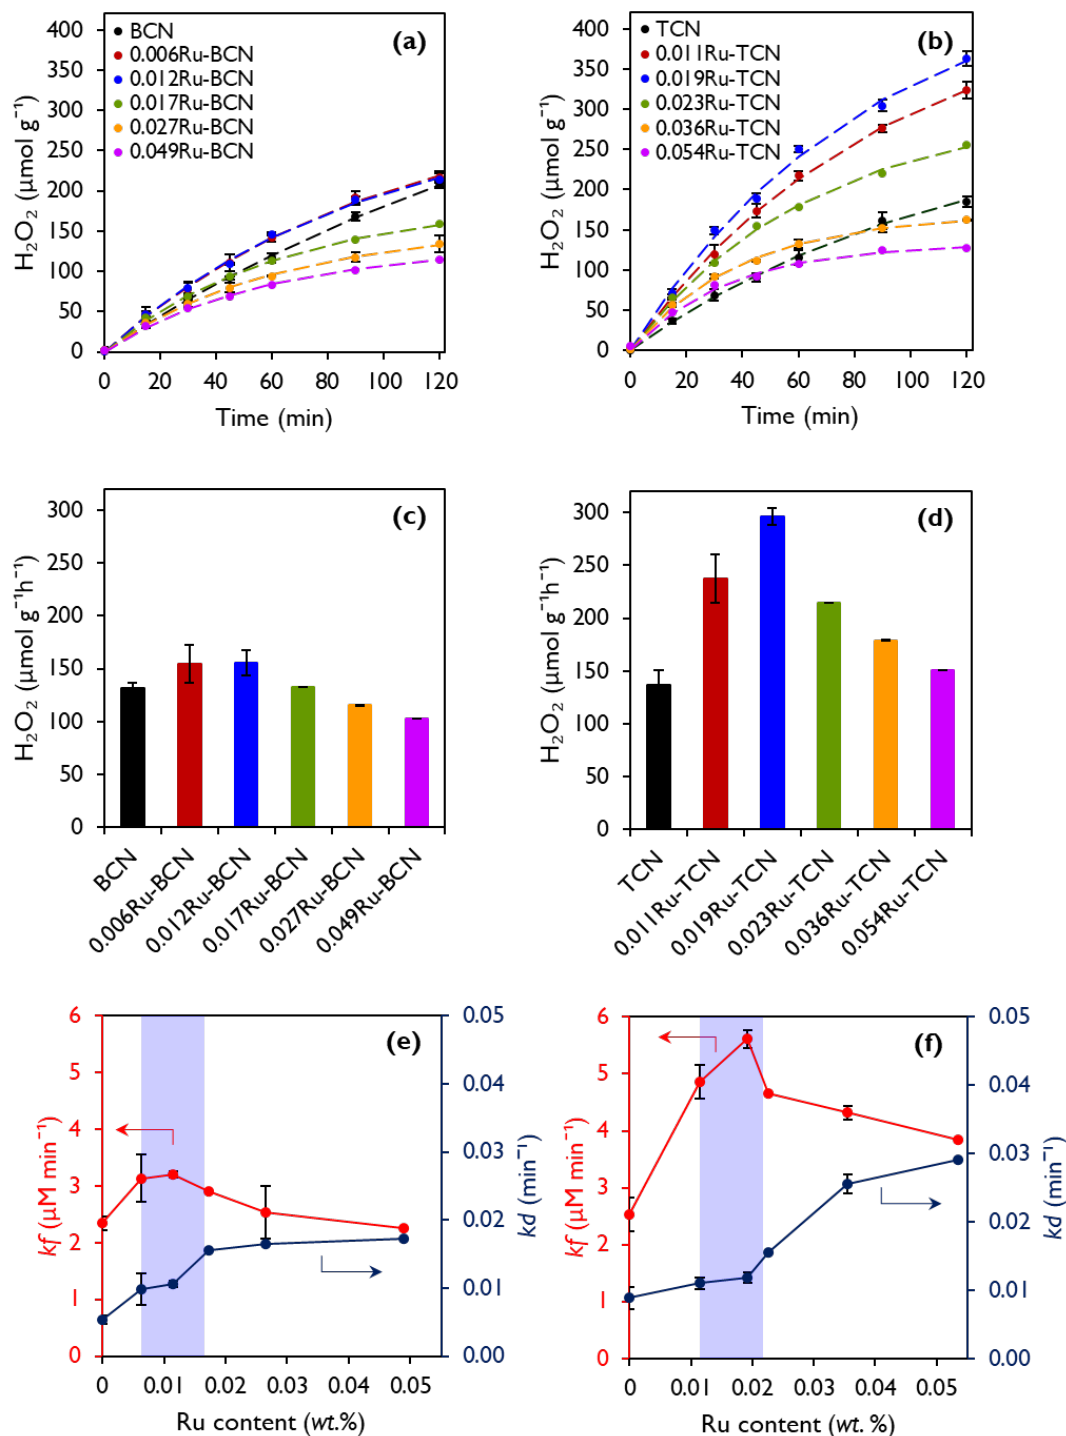 (a)
BCN
0.006Ru-BCN
0.012Ru-BCN
0.017Ru-BCN
0.027Ru-BCN
0.049Ru-BCN
H₂O₂ (μmol g⁻¹)
400
350
300
250
200
150
100
50
0
0 20 40 60 80 100 120
Time (min)
(b)
TCN
0.011Ru-TCN
0.019Ru-TCN
0.023Ru-TCN
0.036Ru-TCN
0.054Ru-TCN
H₂O₂ (μmol g⁻¹)
400
350
300
250
200
150
100
50
0
0 20 40 60 80 100 120
Time (min)
(c)
H₂O₂ (μmol g⁻¹h⁻¹)
300
250
200
150
100
50
0
BCN
0.006Ru-BCN
0.012Ru-BCN
0.017Ru-BCN
0.027Ru-BCN
0.049Ru-BCN
(d)
H₂O₂ (μmol g⁻¹h⁻¹)
300
250
200
150
100
50
0
TCN
0.011Ru-TCN
0.019Ru-TCN
0.023Ru-TCN
0.036Ru-TCN
0.054Ru-TCN
(e)
kf (μM min⁻¹)
6
5
4
3
2
1
0
0.05
0.04
0.03
0.02
0.01
0.00
kd (min⁻¹)
0 0.01 0.02 0.03 0.04 0.05
Ru content (wt.%)
(f)
kf (μM min⁻¹)
6
5
4
3
2
1
0
0.05
0.04
0.03
0.02
0.01
0.00
kd (min⁻¹)
0 0.01 0.02 0.03 0.04 0.05
Ru content (wt. %)